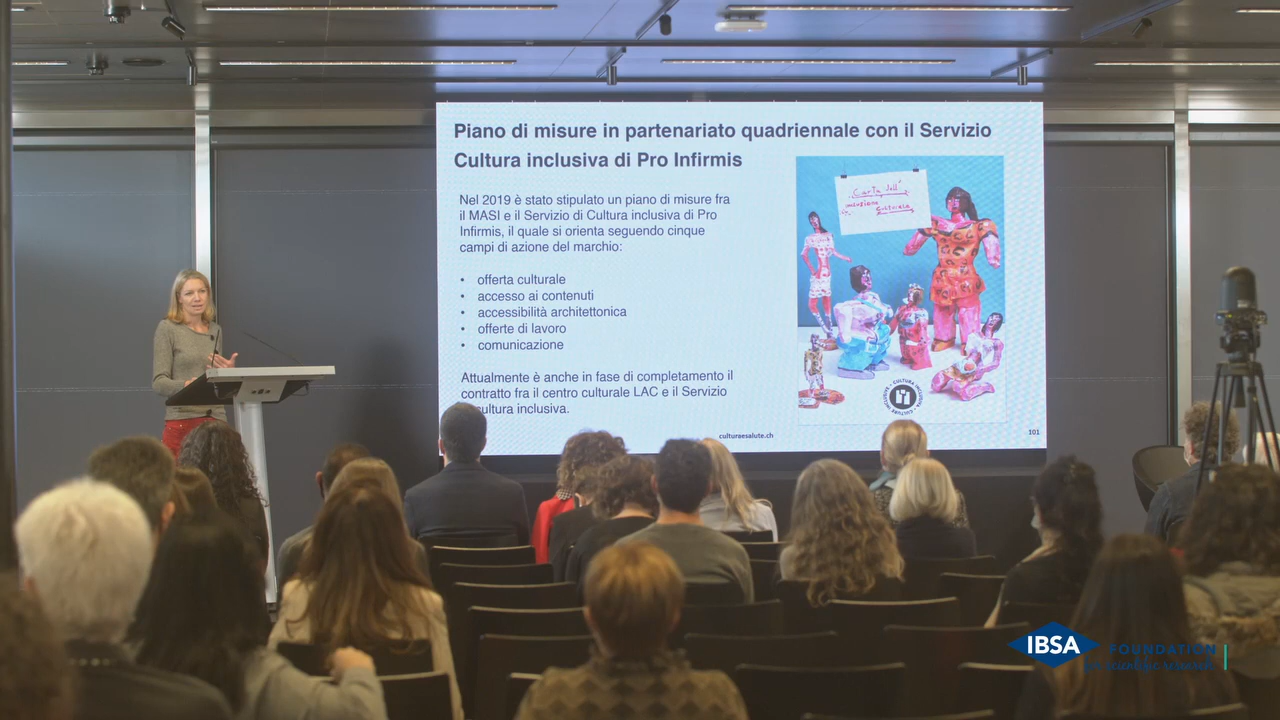 Piano di misure in partenariato quadriennale con il Servizio
Cultura inclusiva di Pro Infirmis
Nel 2019 è stato stipulato un piano di misure fra
il MASI e il Servizio di Cultura inclusiva di Pro
Infirmis, il quale si orienta seguendo cinque
campi di azione del marchio:
• offerta culturale
• accesso ai contenuti
• accessibilità architettonica
• offerte di lavoro
• comunicazione
Attualmente è anche in fase di completamento il
contratto fra il centro culturale LAC e il Servizio
cultura inclusiva.
Carta dell'
inclusione
culturale
culturaesalute.ch
101
IBSA FOUNDATION
for scientific research